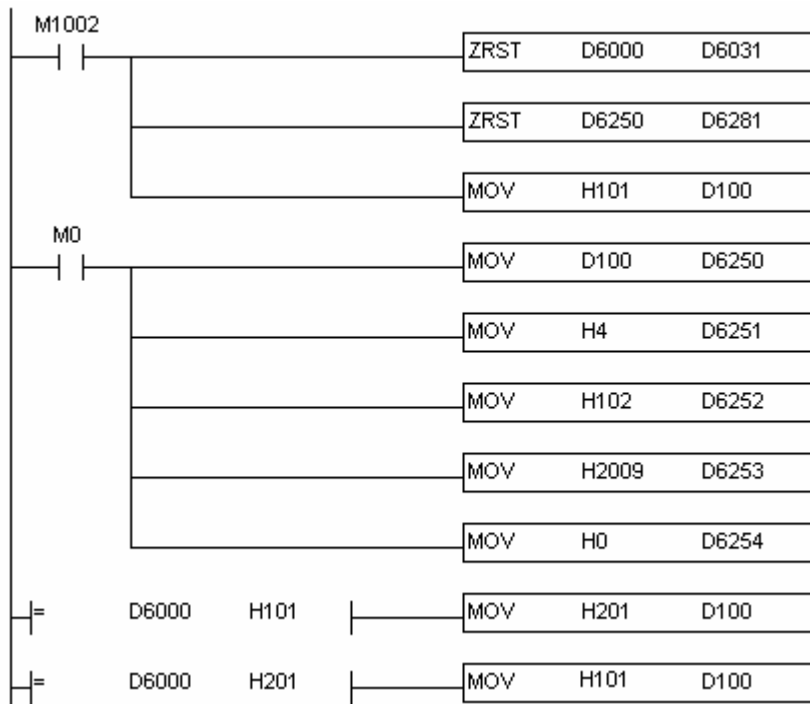 M1002
ZRST D6000 D6031
ZRST D6250 D6281
MOV H101 D100
M0
MOV D100 D6250
MOV H4 D6251
MOV H102 D6252
MOV H2009 D6253
MOV H0 D6254
= D6000 H101 MOV H201 D100
= D6000 H201 MOV H101 D100